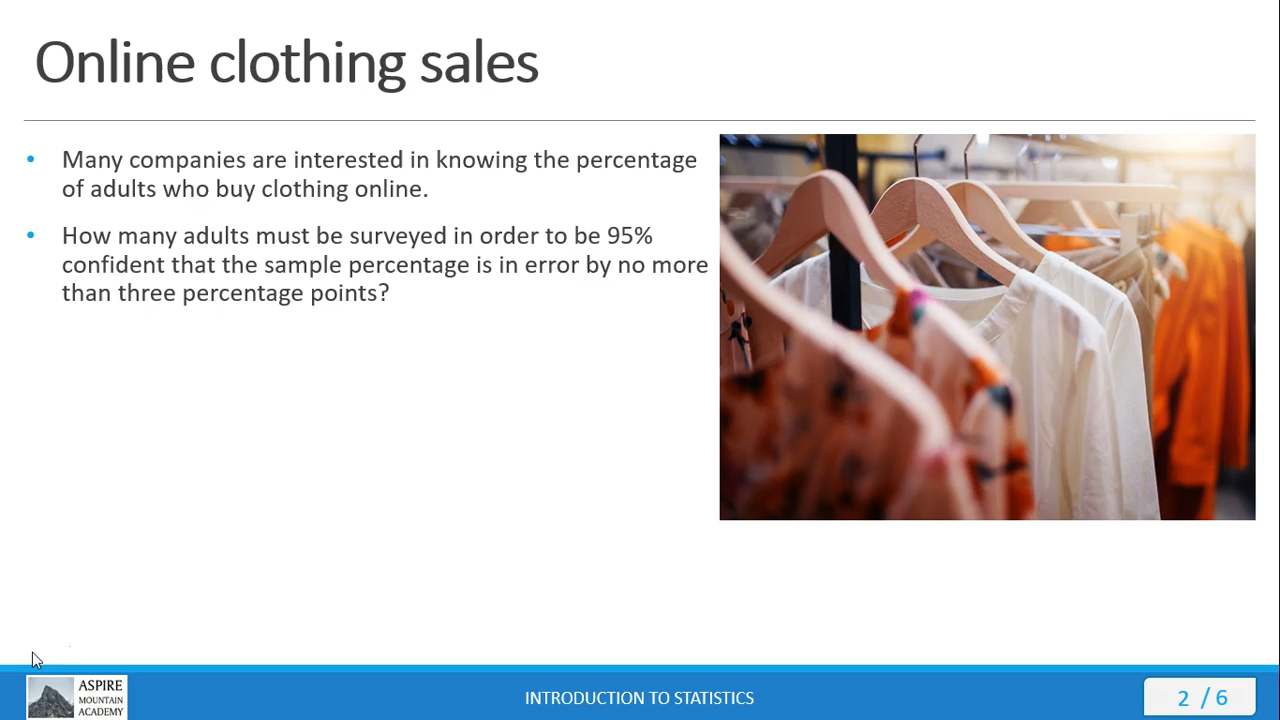 Online clothing sales
• Many companies are interested in knowing the percentage
of adults who buy clothing online.
• How many adults must be surveyed in order to be 95%
confident that the sample percentage is in error by no more
than three percentage points?
ASPIRE
MOUNTAIN
ACADEMY
INTRODUCTION TO STATISTICS
2 / 6